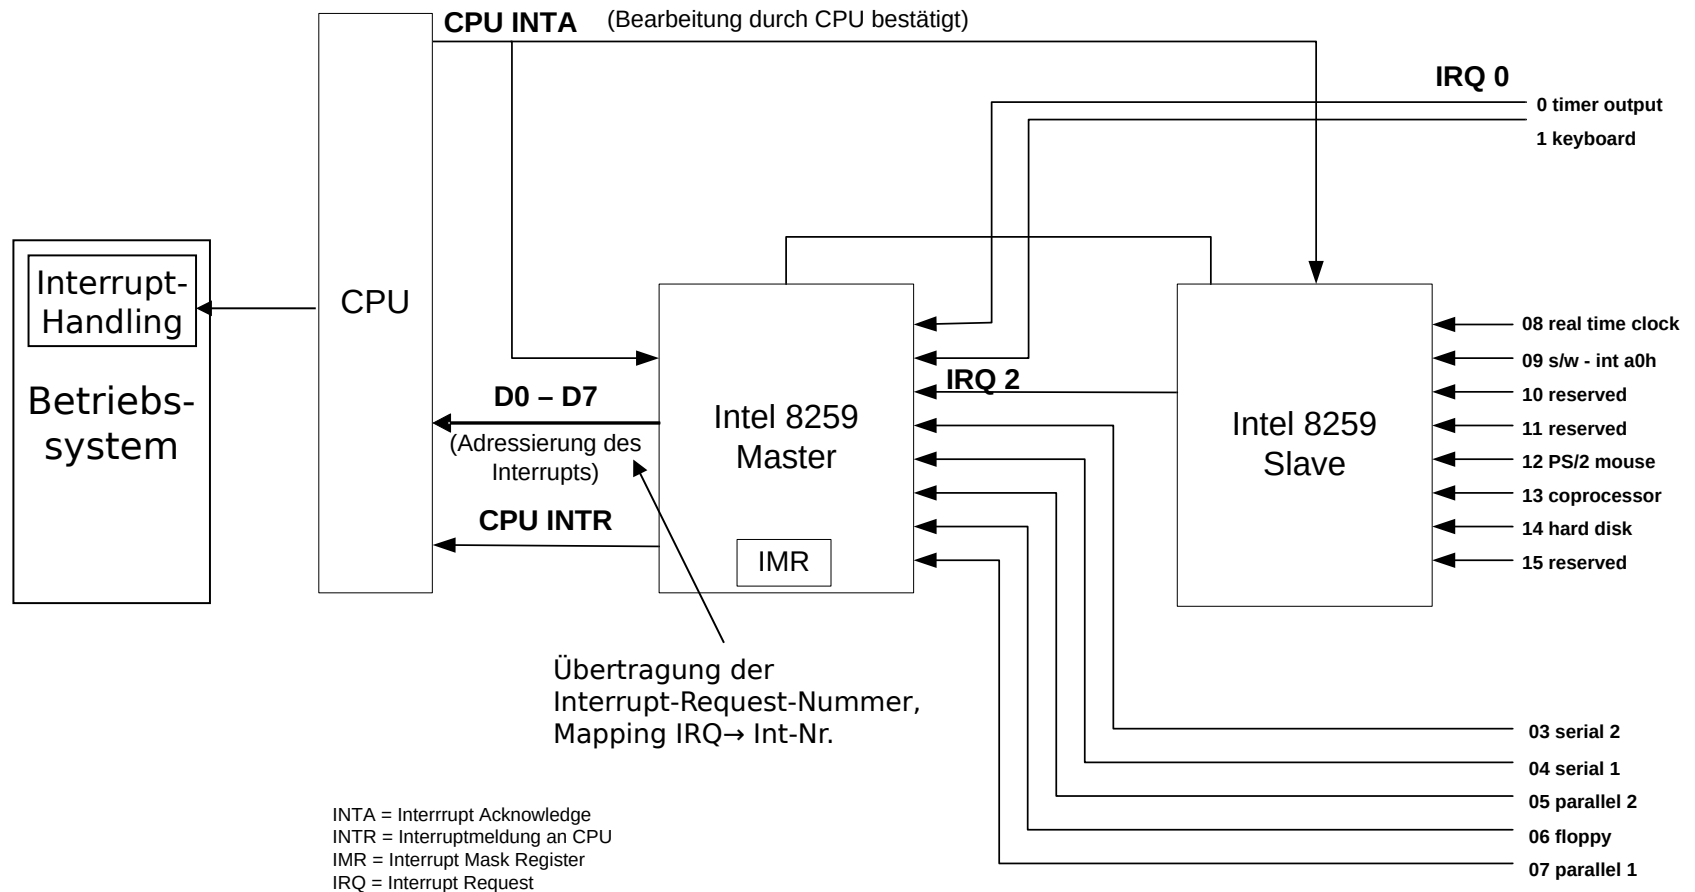 CPU INTA (Bearbeitung durch CPU bestätigt)
IRQ 0
0 timer output
1 keyboard
Interrupt-
Handling
Betriebs-
system
CPU
D0 – D7
(Adressierung des
Interrupts)
CPU INTR
Intel 8259
Master
IMR
IRQ 2
Intel 8259
Slave
08 real time clock
09 s/w - int a0h
10 reserved
11 reserved
12 PS/2 mouse
13 coprocessor
14 hard disk
15 reserved
Übertragung der
Interrupt-Request-Nummer,
Mapping IRQ→ Int-Nr.
03 serial 2
04 serial 1
05 parallel 2
06 floppy
07 parallel 1
INTA = Interrrupt Acknowledge
INTR = Interruptmeldung an CPU
IMR = Interrupt Mask Register
IRQ = Interrupt Request